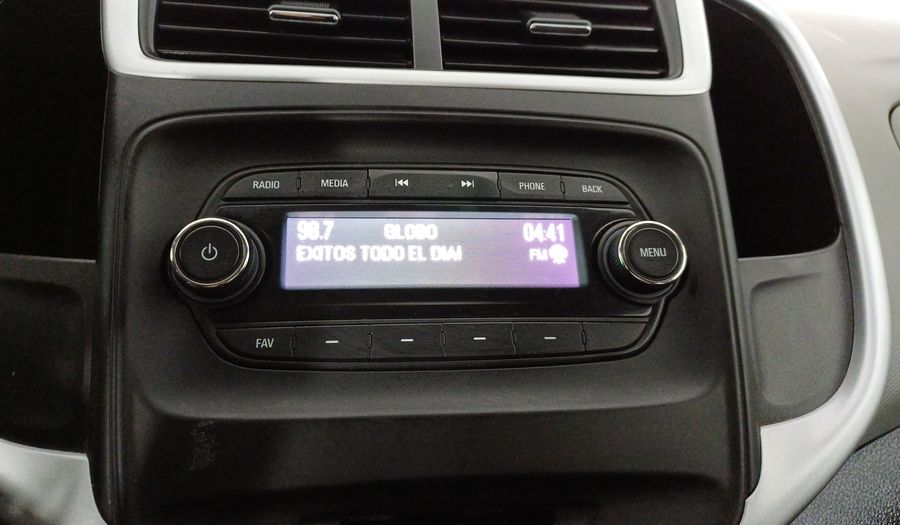 RADIO MEDIA PHONE BACK
98.7 GLOBO 04:41
EXITOS TODO EL DIA! FM
MENU
FAV